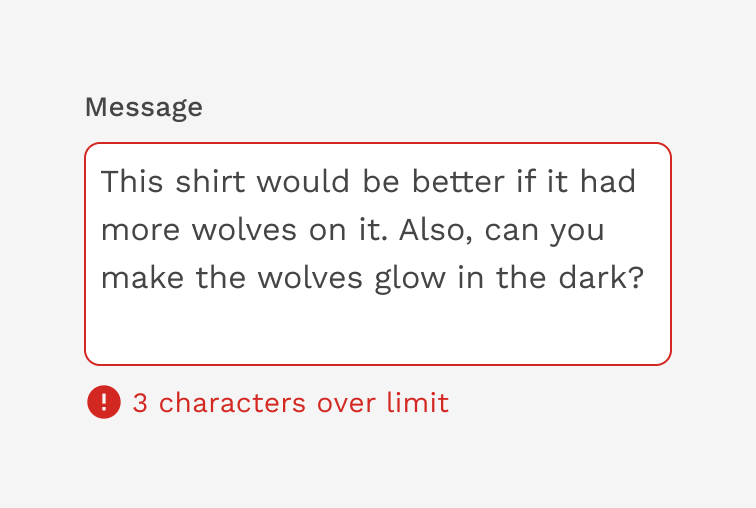 Message
This shirt would be better if it had
more wolves on it. Also, can you
make the wolves glow in the dark?
3 characters over limit